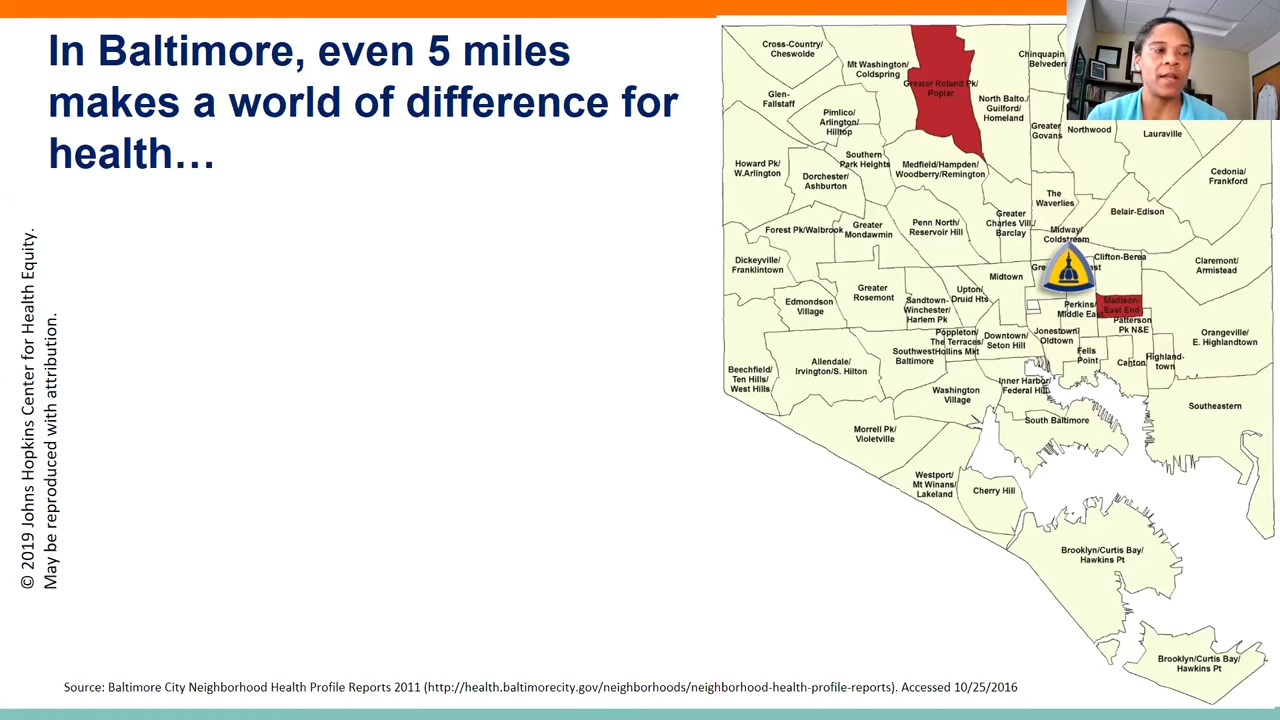 In Baltimore, even 5 miles
makes a world of difference for
health…
© 2019 Johns Hopkins Center for Health Equity.
May be reproduced with attribution.
Cross-Country/
Cheswolde
Mt Washington/
Coldspring
Greater Roland Pk/
Poplar
Chinquapin
Belveder
Glen-
Fallstaff
Pimlico/
Arlington/
Hilltop
North Balto./
Guilford/
Homeland
Greater
Govans
Northwood
Lauraville
Howard Pk/
W.Arlington
Dorchester/
Ashburton
Southern
Park Heights
Medfield/Hampden/
Woodberry/Remington
Cedonia/
Frankford
The
Waverlies
Belair-Edison
Forest Pk/Walbrook
Greater
Mondawmin
Penn North/
Reservoir Hill
Greater
Charles Vill./
Barclay
Midway/
Coldstream
Dickeyville/
Franklintown
Clifton-Berea
Claremont/
Armistead
Midtown
Gre
st
Edmondson
Village
Greater
Rosemont
Sandtown-
Winchester/
Harlem Pk
Upton/
Druid Hts
Perkins/
Middle East
Madison/
East End
Patterson
Pk N&E
Poppleton/
The Terraces/
Hollins Mkt
Southwest
Baltimore
Downtown/
Seton Hill
Jonestown/
Oldtown
Orangeville/
E. Highlandtown
Allendale/
Irvington/S. Hilton
Fells
Point
Canton
Highland-
town
Beechfield/
Ten Hills/
West Hills
Washington
Village
Inner Harbor/
Federal Hill
Southeastern
Morrell Pk/
Violetville
South Baltimore
Westport/
Mt Winans/
Lakeland
Cherry Hill
Brooklyn/Curtis Bay/
Hawkins Pt
Brooklyn/Curtis Bay/
Hawkins Pt
Source: Baltimore City Neighborhood Health Profile Reports 2011 (http://health.baltimorecity.gov/neighborhoods/neighborhood-health-profile-reports). Accessed 10/25/2016